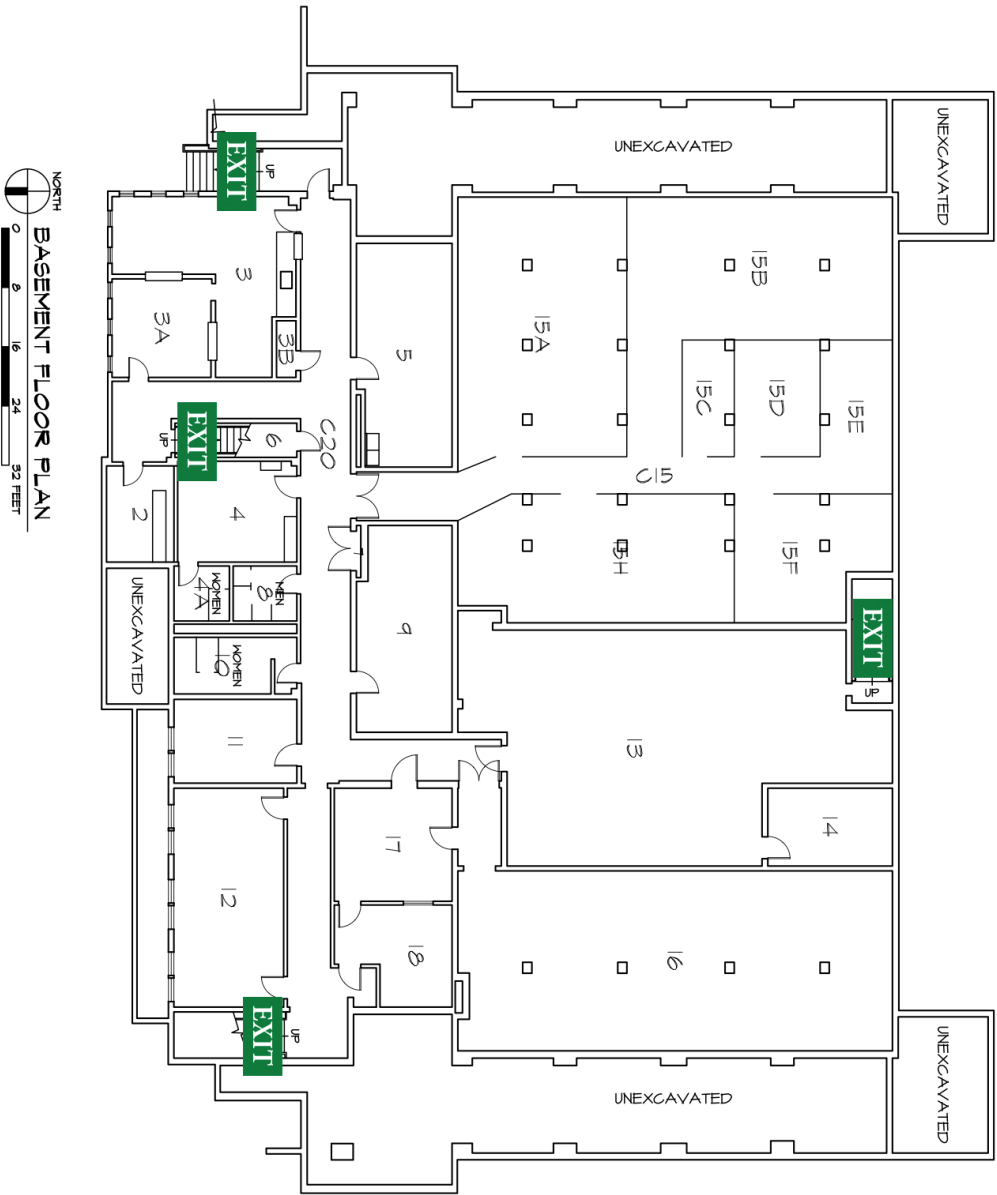 UNEXCAVATED
UNEXCAVATED
EXIT
UP
15B
15A
3
5
3A
3B
15C
15D
15E
NORTH
BASEMENT FLOOR PLAN
0 8 16 24 32 FEET
EXIT
UP
6
C20
C15
2
4
7
15H
15F
UNEXCAVATED
WOMEN
4A
MEN
8
9
EXIT
UP
WOMEN
10
11
13
14
17
12
18
16
EXIT
UP
UNEXCAVATED
UNEXCAVATED